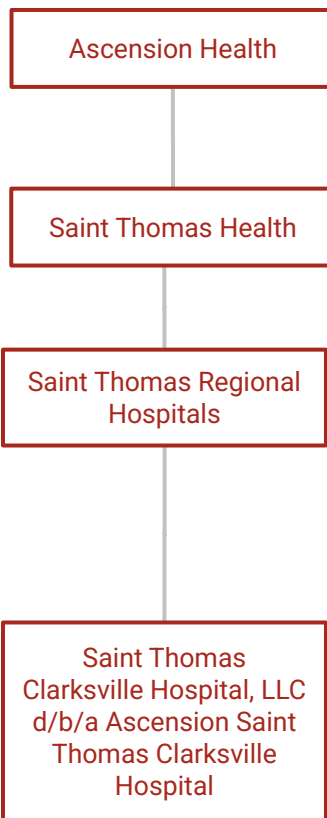 Ascension Health
Saint Thomas Health
Saint Thomas Regional
Hospitals
Saint Thomas
Clarksville Hospital, LLC
d/b/a Ascension Saint
Thomas Clarksville
Hospital